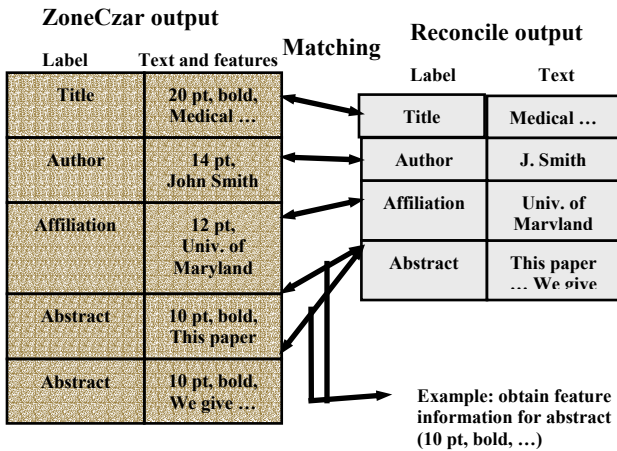 ZoneCzar output
Label Text and features
Title 20 pt, bold,
Medical …
Author 14 pt,
John Smith
Affiliation 12 pt,
Univ. of
Maryland
Abstract 10 pt, bold,
This paper
Abstract 10 pt, bold,
We give …
Matching
Reconcile output
Label Text
Title Medical …
Author J. Smith
Affiliation Univ. of
Maryland
Abstract This paper
… We give
Example: obtain feature
information for abstract
(10 pt, bold, …)